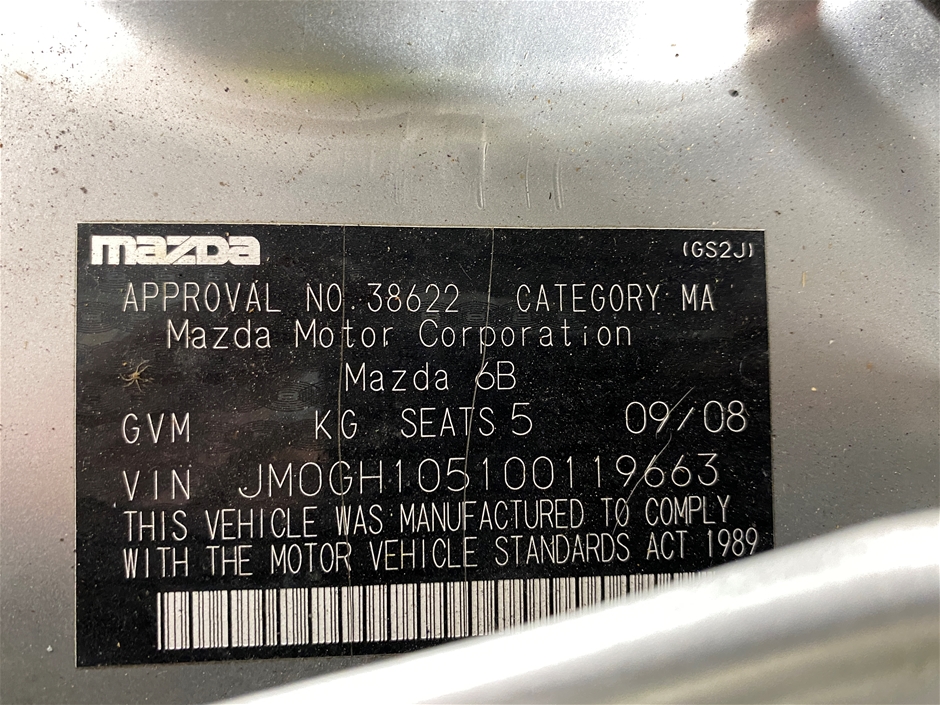 mazda
(GS2J)
APPROVAL NO. 38622 CATEGORY MA
Mazda Motor Corporation
Mazda 6B
GVM KG SEATS 5 09/08
VIN JM0GH105100119663
THIS VEHICLE WAS MANUFACTURED TO COMPLY
WITH THE MOTOR VEHICLE STANDARDS ACT 1989